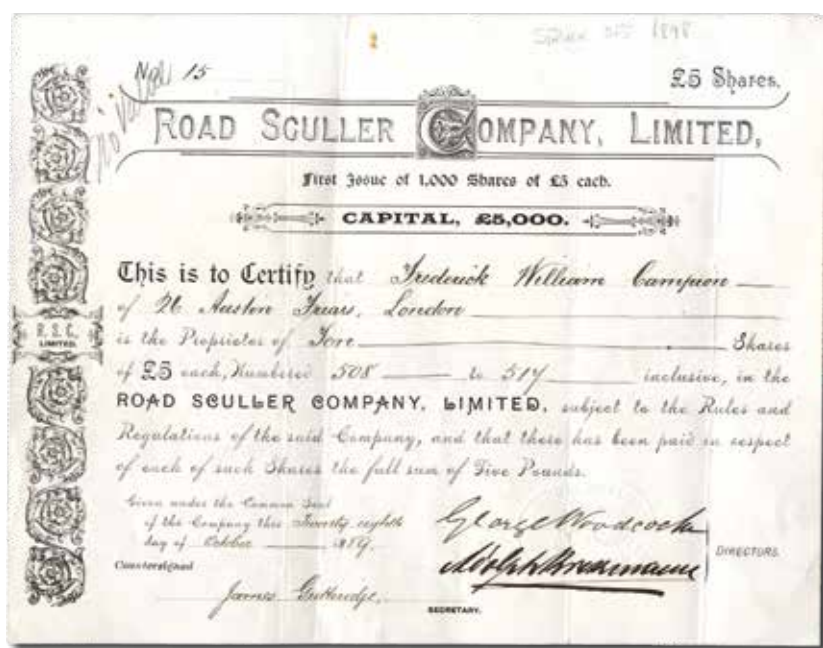 1898
No. 15
£5 Shares.
ROAD SCULLER COMPANY, LIMITED,
First Issue of 1,000 Shares of £5 each.
CAPITAL, £5,000.
This is to Certify that Frederick William Campion
of 26 Austin Friars, London
is the Proprietor of Ten Shares
R. S. C.,
LIMITED.
of £5 each, Numbered 508 to 517 inclusive, in the
ROAD SCULLER COMPANY, LIMITED, subject to the Rules and
Regulations of the said Company, and that there has been paid in respect
of each of such Shares the full sum of Five Pounds.
Given under the Common Seal
of the Company this Twenty eighth
day of October 1889.
George Woodcock
DIRECTORS.
Countersigned
James Gutteridge,
SECRETARY.